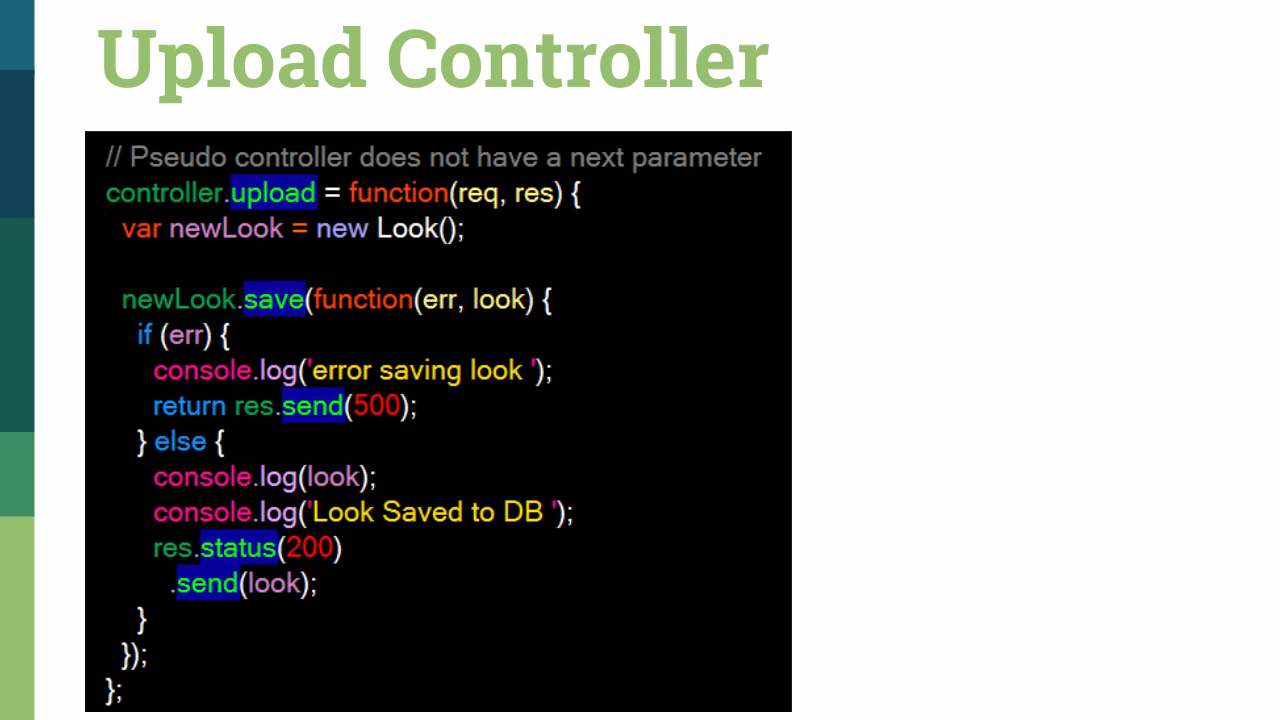 Upload Controller
// Pseudo controller does not have a next parameter
controller.upload = function(req, res) {
var newLook = new Look();
newLook.save(function(err, look) {
if (err) {
console.log('error saving look ');
return res.send(500);
} else {
console.log(look);
console.log('Look Saved to DB ');
res.status(200)
.send(look);
}
});
};